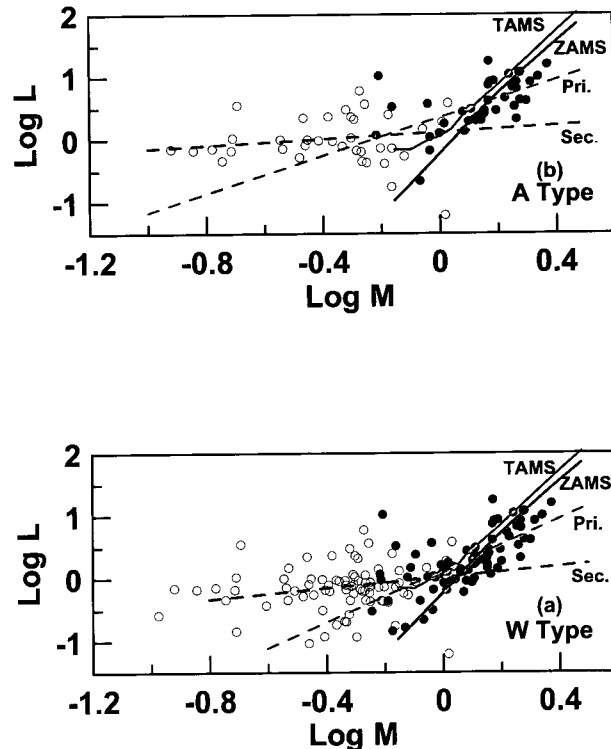 2
1
0
-1
Log L
TAMS
ZAMS
Pri.
Sec.
(b)
A Type
-1.2 -0.8 -0.4 0 0.4
Log M
2
1
0
-1
Log L
TAMS
ZAMS
Pri.
Sec.
(a)
W Type
-1.2 -0.8 -0.4 0 0.4
Log M